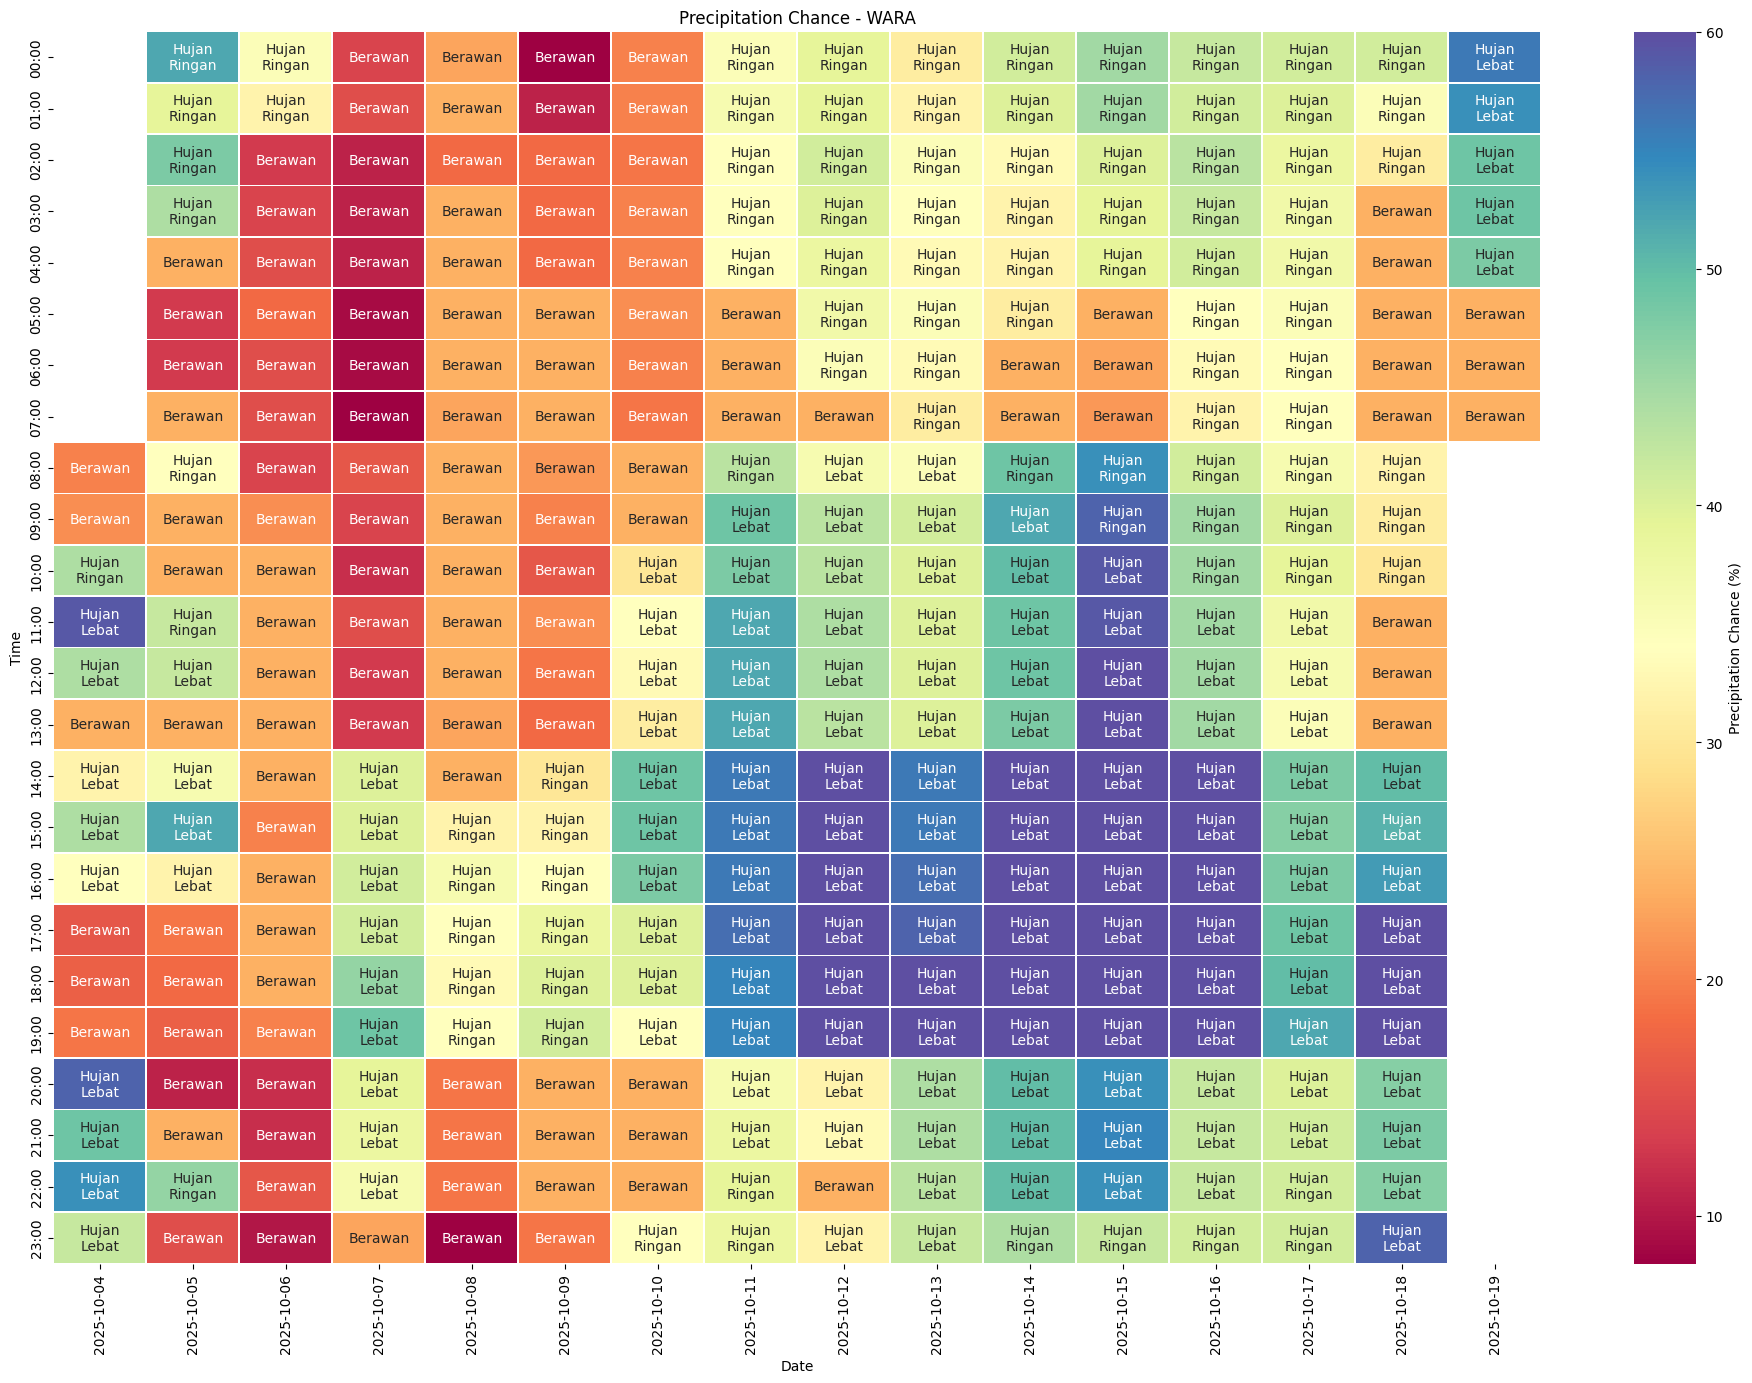 Precipitation Chance - WARA
00:00 Hujan Ringan Hujan Ringan Berawan Berawan Berawan Berawan Hujan Ringan Hujan Ringan Hujan Ringan Hujan Ringan Hujan Ringan Hujan Ringan Hujan Ringan Hujan Ringan Hujan Lebat
01:00 Hujan Ringan Hujan Ringan Berawan Berawan Berawan Berawan Hujan Ringan Hujan Ringan Hujan Ringan Hujan Ringan Hujan Ringan Hujan Ringan Hujan Ringan Hujan Ringan Hujan Lebat
02:00 Hujan Ringan Berawan Berawan Berawan Berawan Berawan Hujan Ringan Hujan Ringan Hujan Ringan Hujan Ringan Hujan Ringan Hujan Ringan Hujan Ringan Hujan Ringan Hujan Lebat
03:00 Hujan Ringan Berawan Berawan Berawan Berawan Berawan Hujan Ringan Hujan Ringan Hujan Ringan Hujan Ringan Hujan Ringan Hujan Ringan Hujan Ringan Berawan Hujan Lebat
04:00 Berawan Berawan Berawan Berawan Berawan Berawan Hujan Ringan Hujan Ringan Hujan Ringan Hujan Ringan Hujan Ringan Hujan Ringan Hujan Ringan Berawan Hujan Lebat
05:00 Berawan Berawan Berawan Berawan Berawan Berawan Berawan Hujan Ringan Hujan Ringan Hujan Ringan Berawan Hujan Ringan Hujan Ringan Berawan Berawan
06:00 Berawan Berawan Berawan Berawan Berawan Berawan Berawan Hujan Ringan Hujan Ringan Berawan Berawan Hujan Ringan Hujan Ringan Berawan Berawan
07:00 Berawan Berawan Berawan Berawan Berawan Berawan Berawan Berawan Hujan Ringan Berawan Berawan Hujan Ringan Hujan Ringan Berawan Berawan
08:00 Berawan Hujan Ringan Berawan Berawan Berawan Berawan Berawan Hujan Ringan Hujan Lebat Hujan Lebat Hujan Ringan Hujan Ringan Hujan Ringan Hujan Ringan Hujan Ringan
09:00 Berawan Berawan Berawan Berawan Berawan Berawan Berawan Hujan Lebat Hujan Lebat Hujan Lebat Hujan Lebat Hujan Ringan Hujan Ringan Hujan Ringan Hujan Ringan
10:00 Hujan Ringan Berawan Berawan Berawan Berawan Berawan Hujan Lebat Hujan Lebat Hujan Lebat Hujan Lebat Hujan Lebat Hujan Lebat Hujan Ringan Hujan Ringan Hujan Ringan
11:00 Hujan Lebat Hujan Ringan Berawan Berawan Berawan Berawan Hujan Lebat Hujan Lebat Hujan Lebat Hujan Lebat Hujan Lebat Hujan Lebat Hujan Lebat Hujan Lebat Berawan
12:00 Hujan Lebat Hujan Lebat Berawan Berawan Berawan Berawan Hujan Lebat Hujan Lebat Hujan Lebat Hujan Lebat Hujan Lebat Hujan Lebat Hujan Lebat Hujan Lebat Berawan
13:00 Berawan Berawan Berawan Berawan Berawan Berawan Hujan Lebat Hujan Lebat Hujan Lebat Hujan Lebat Hujan Lebat Hujan Lebat Hujan Lebat Hujan Lebat Berawan
14:00 Hujan Lebat Hujan Lebat Berawan Hujan Lebat Berawan Hujan Ringan Hujan Lebat Hujan Lebat Hujan Lebat Hujan Lebat Hujan Lebat Hujan Lebat Hujan Lebat Hujan Lebat Hujan Lebat
15:00 Hujan Lebat Hujan Lebat Berawan Hujan Lebat Hujan Ringan Hujan Ringan Hujan Lebat Hujan Lebat Hujan Lebat Hujan Lebat Hujan Lebat Hujan Lebat Hujan Lebat Hujan Lebat Hujan Lebat
16:00 Hujan Lebat Hujan Lebat Berawan Hujan Lebat Hujan Ringan Hujan Ringan Hujan Lebat Hujan Lebat Hujan Lebat Hujan Lebat Hujan Lebat Hujan Lebat Hujan Lebat Hujan Lebat Hujan Lebat
17:00 Berawan Berawan Berawan Hujan Lebat Hujan Ringan Hujan Ringan Hujan Lebat Hujan Lebat Hujan Lebat Hujan Lebat Hujan Lebat Hujan Lebat Hujan Lebat Hujan Lebat Hujan Lebat
18:00 Berawan Berawan Berawan Hujan Lebat Hujan Ringan Hujan Ringan Hujan Lebat Hujan Lebat Hujan Lebat Hujan Lebat Hujan Lebat Hujan Lebat Hujan Lebat Hujan Lebat Hujan Lebat
19:00 Berawan Berawan Berawan Hujan Lebat Hujan Ringan Hujan Ringan Hujan Lebat Hujan Lebat Hujan Lebat Hujan Lebat Hujan Lebat Hujan Lebat Hujan Lebat Hujan Lebat Hujan Lebat
20:00 Hujan Lebat Berawan Berawan Hujan Lebat Berawan Berawan Berawan Hujan Lebat Hujan Lebat Hujan Lebat Hujan Lebat Hujan Lebat Hujan Lebat Hujan Lebat Hujan Lebat
21:00 Hujan Lebat Berawan Berawan Hujan Lebat Berawan Berawan Berawan Hujan Lebat Hujan Lebat Hujan Lebat Hujan Lebat Hujan Lebat Hujan Lebat Hujan Lebat Hujan Lebat
22:00 Hujan Lebat Hujan Ringan Berawan Hujan Lebat Berawan Berawan Berawan Hujan Ringan Berawan Hujan Lebat Hujan Lebat Hujan Lebat Hujan Lebat Hujan Ringan Hujan Lebat
23:00 Hujan Lebat Berawan Berawan Berawan Berawan Berawan Hujan Ringan Hujan Ringan Hujan Lebat Hujan Lebat Hujan Ringan Hujan Ringan Hujan Ringan Hujan Ringan Hujan Lebat
Time
2025-10-04 2025-10-05 2025-10-06 2025-10-07 2025-10-08 2025-10-09 2025-10-10 2025-10-11 2025-10-12 2025-10-13 2025-10-14 2025-10-15 2025-10-16 2025-10-17 2025-10-18 2025-10-19
Date
60
50
40
30
20
10
Precipitation Chance (%)